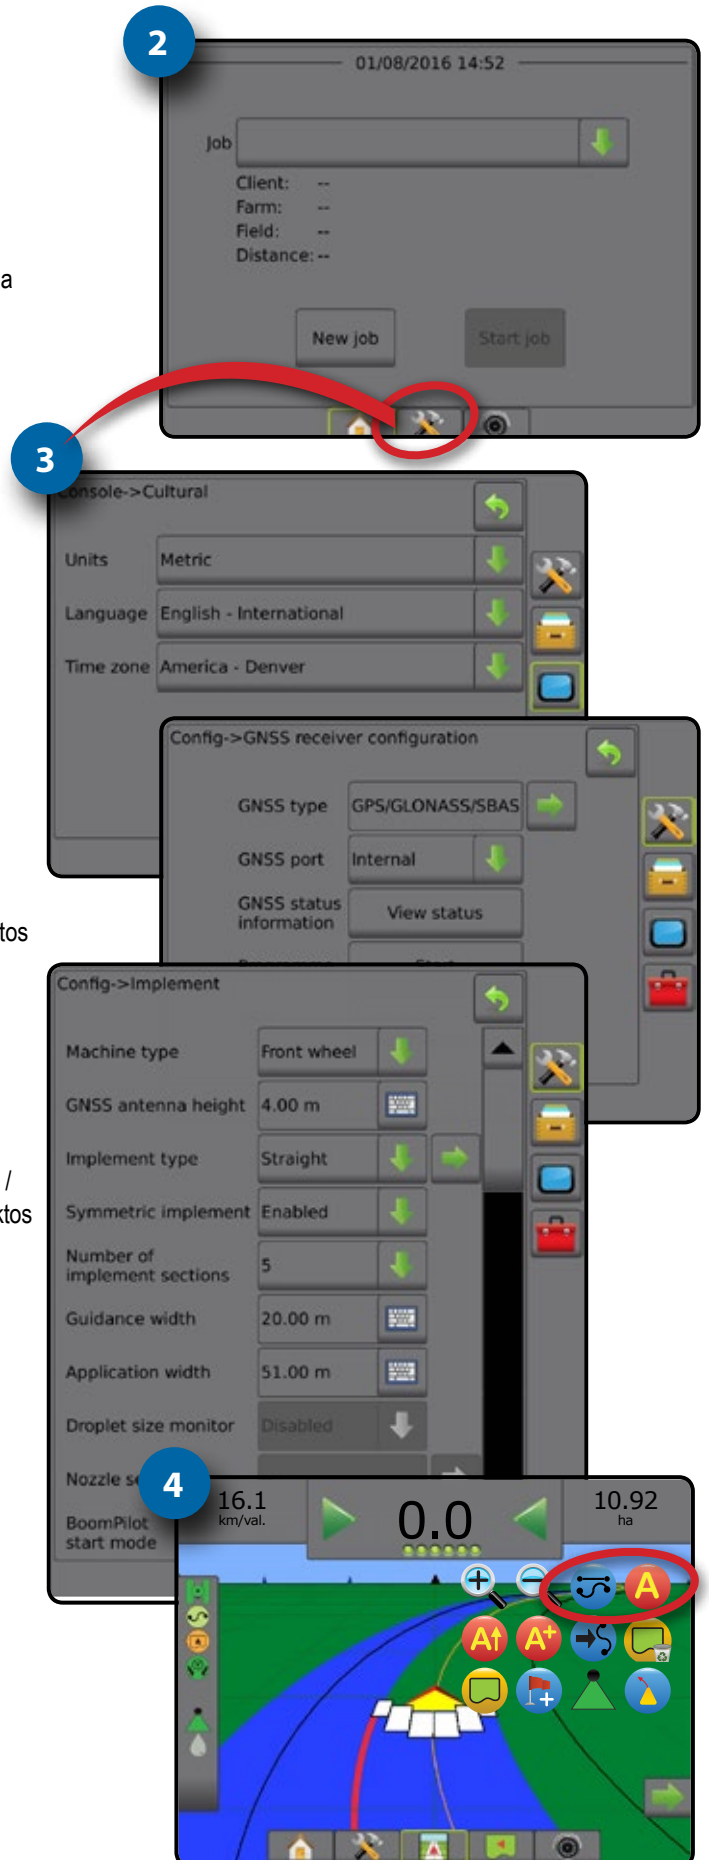 2
01/08/2016 14:52
Job
Client: --
Farm: --
Field: --
Distance: --
a
New job
Start job
3
Console->Cultural
Units Metric
Language English - International
Time zone America - Denver
Config->GNSS receiver configuration
GNSS type GPS/GLONASS/SBAS
GNSS port Internal
GNSS status information View status
tos
Config->Implement
Machine type Front wheel
GNSS antenna height 4.00 m
Implement type Straight
/
Symmetric implement Enabled
ktos
Number of implement sections 5
Guidance width 20.00 m
Application width 51.00 m
Droplet size monitor Disabled
Nozzle se
4
BoomPilot start mode
16.1
km/val.
0.0
10.92
ha
A
A
A+